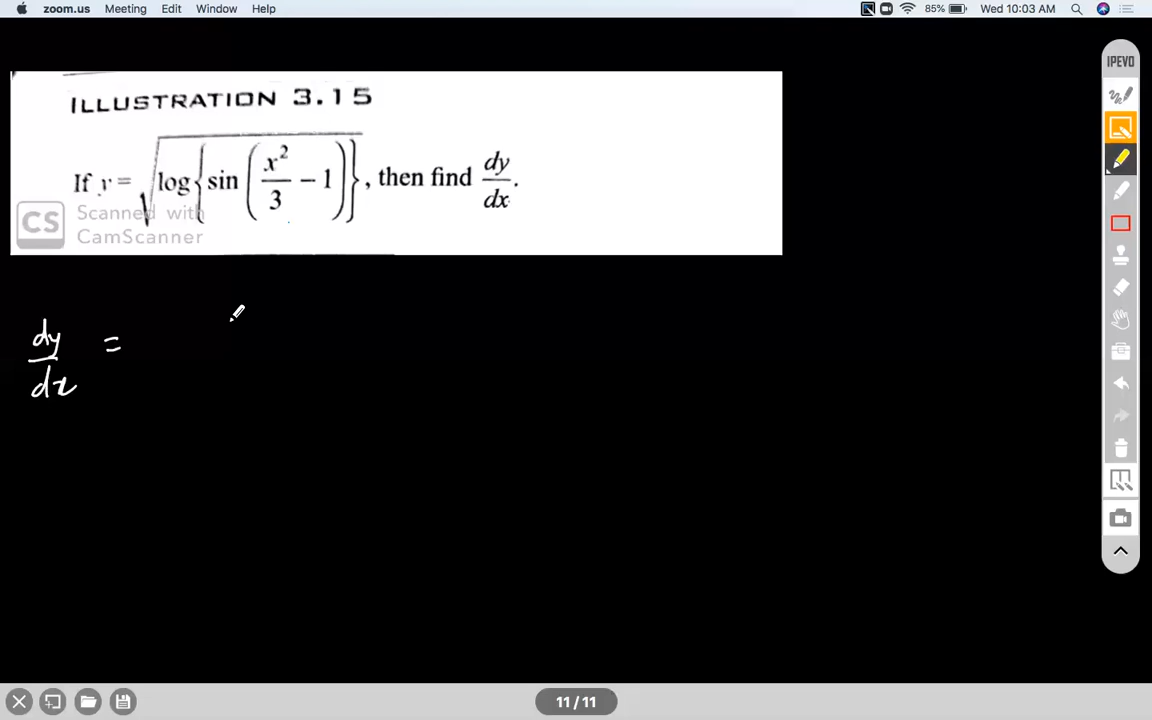 zoom.us Meeting Edit Window Help 85% Wed 10:03 AM
IPEVO
ILLUSTRATION 3.15
If y = √log{sin(x²/3 − 1)}, then find dy/dx.
CS Scanned with
CamScanner
dy/dx =
11 / 11